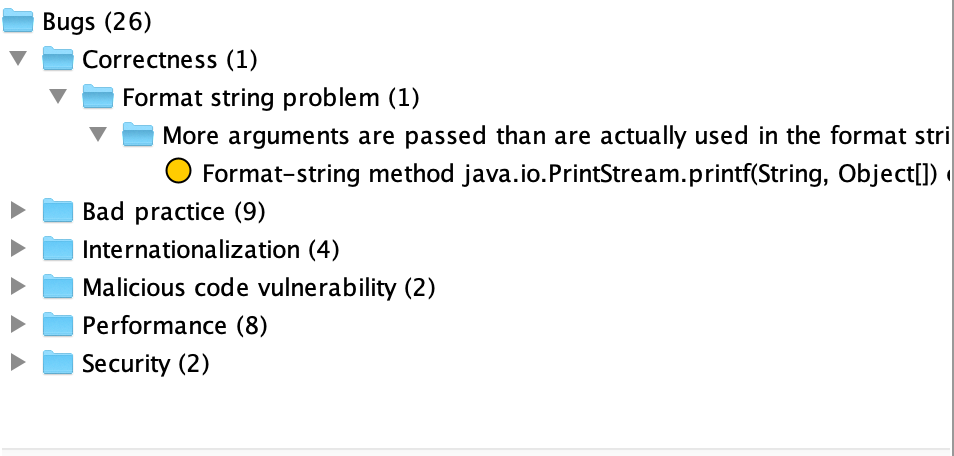 Bugs (26)
Correctness (1)
Format string problem (1)
More arguments are passed than are actually used in the format stri
Format-string method java.io.PrintStream.printf(String, Object[])
Bad practice (9)
Internationalization (4)
Malicious code vulnerability (2)
Performance (8)
Security (2)